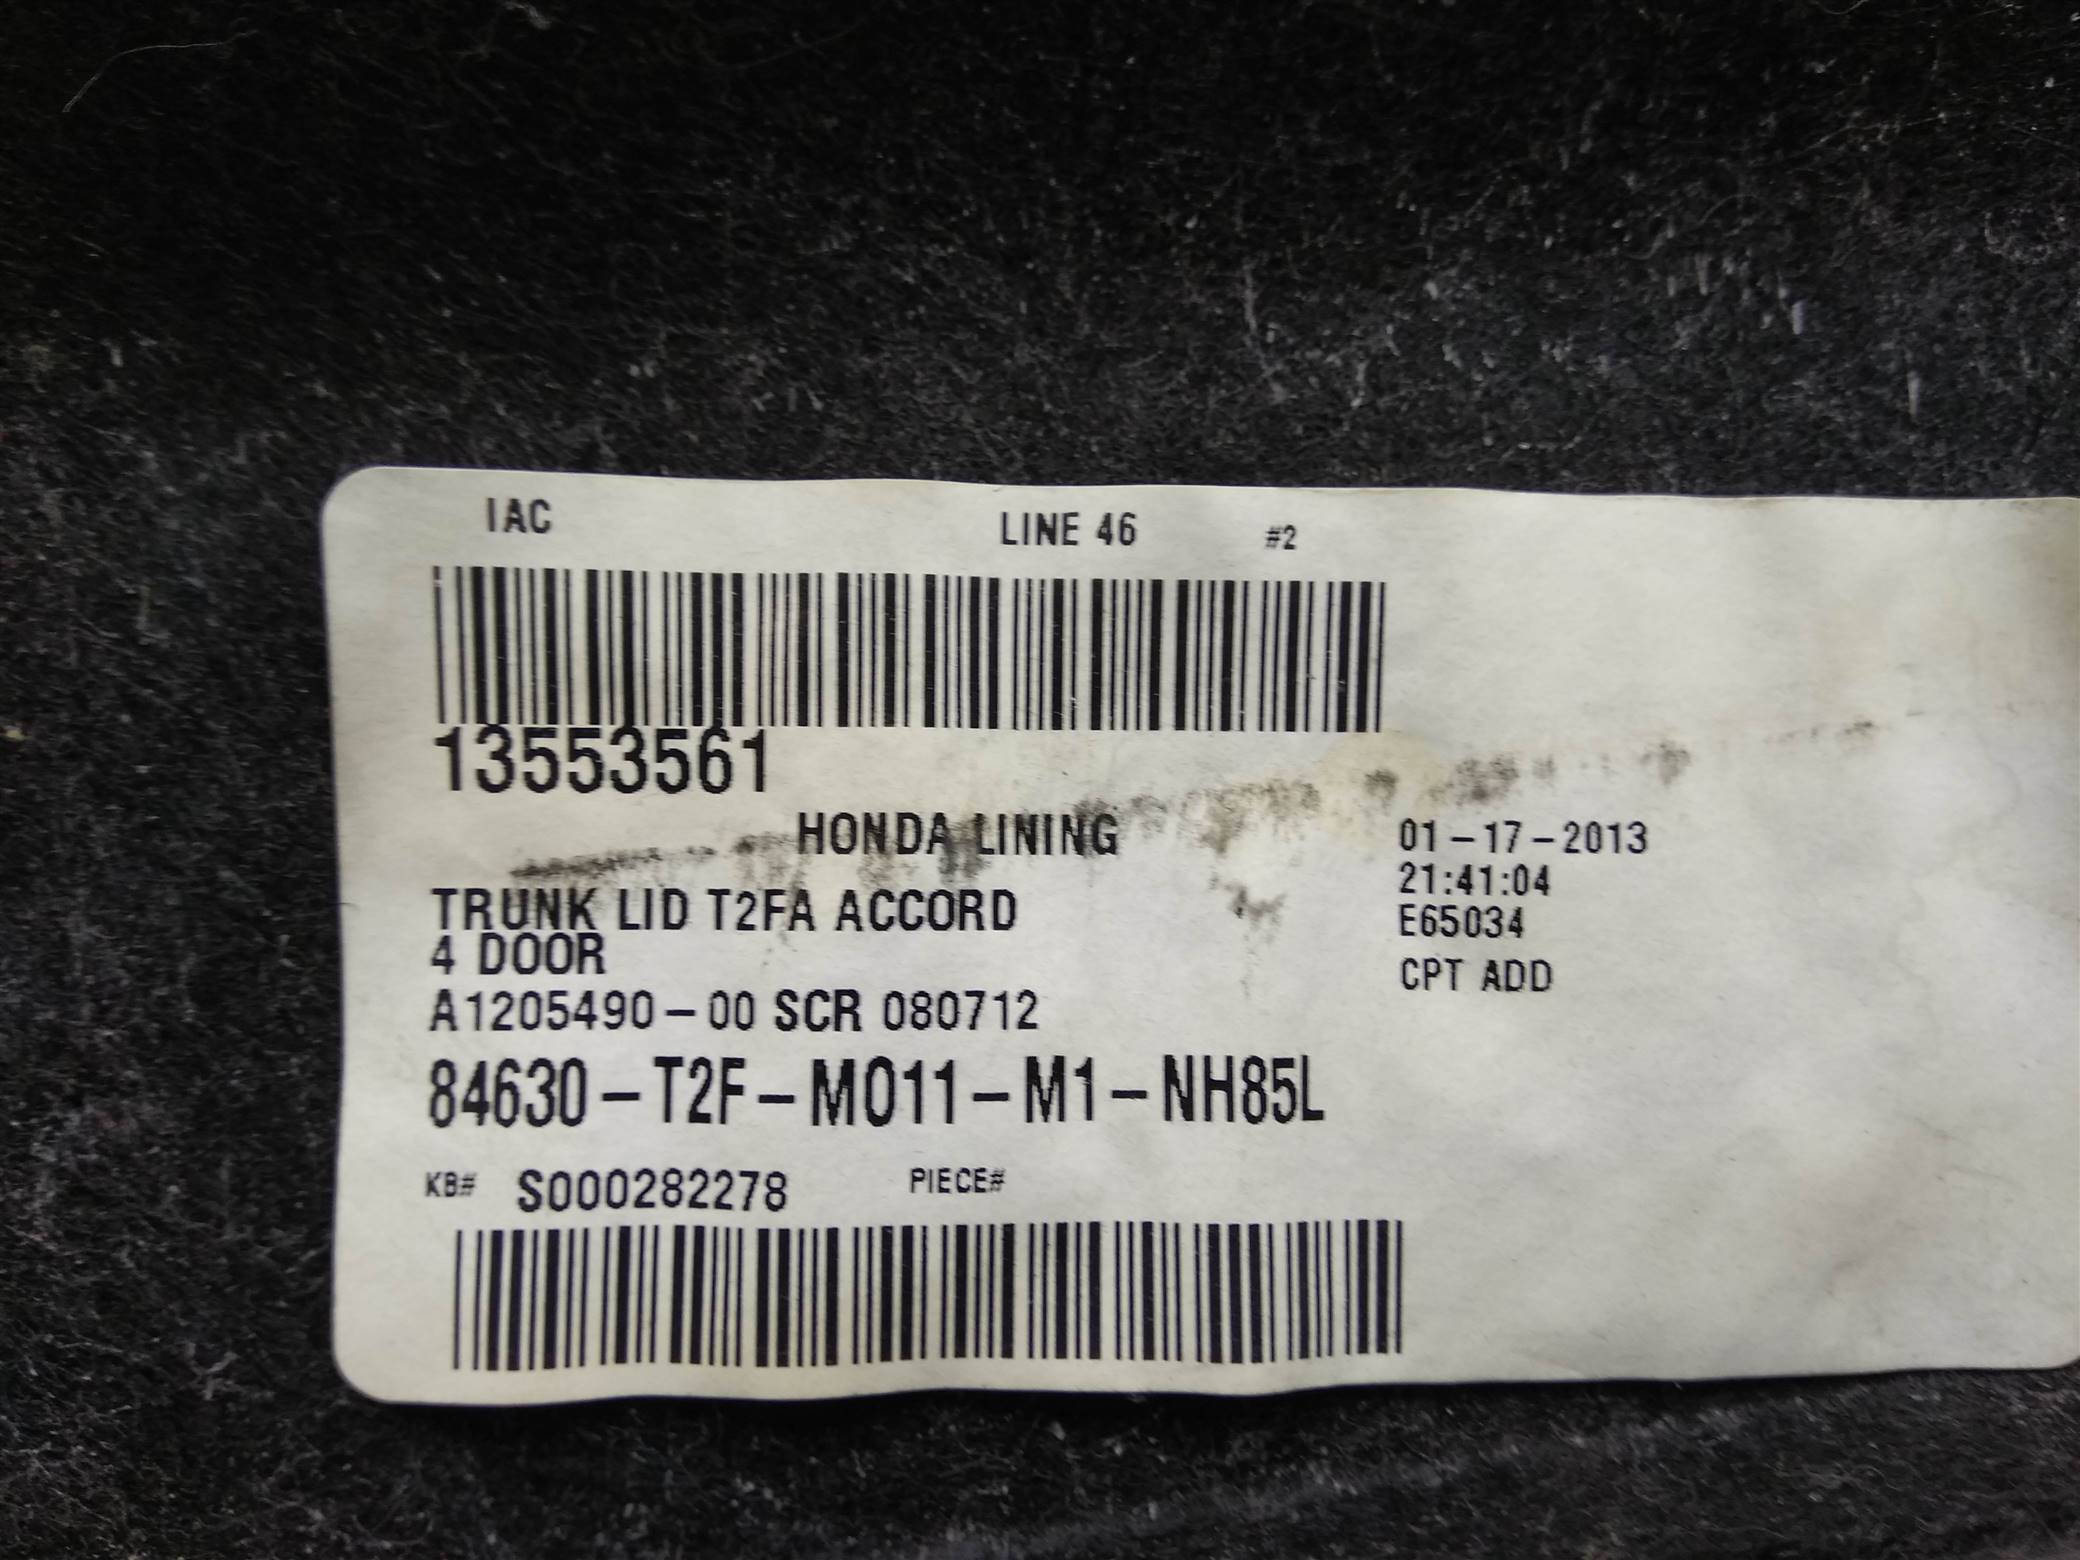 IAC LINE 46 #2
13553561
HONDA LINING
01-17-2013
TRUNK LID T2FA ACCORD
21:41:04
4 DOOR
E65034
CPT ADD
A1205490-00 SCR 080712
84630-T2F-M011-M1-NH85L
KB# S000282278 PIECE#